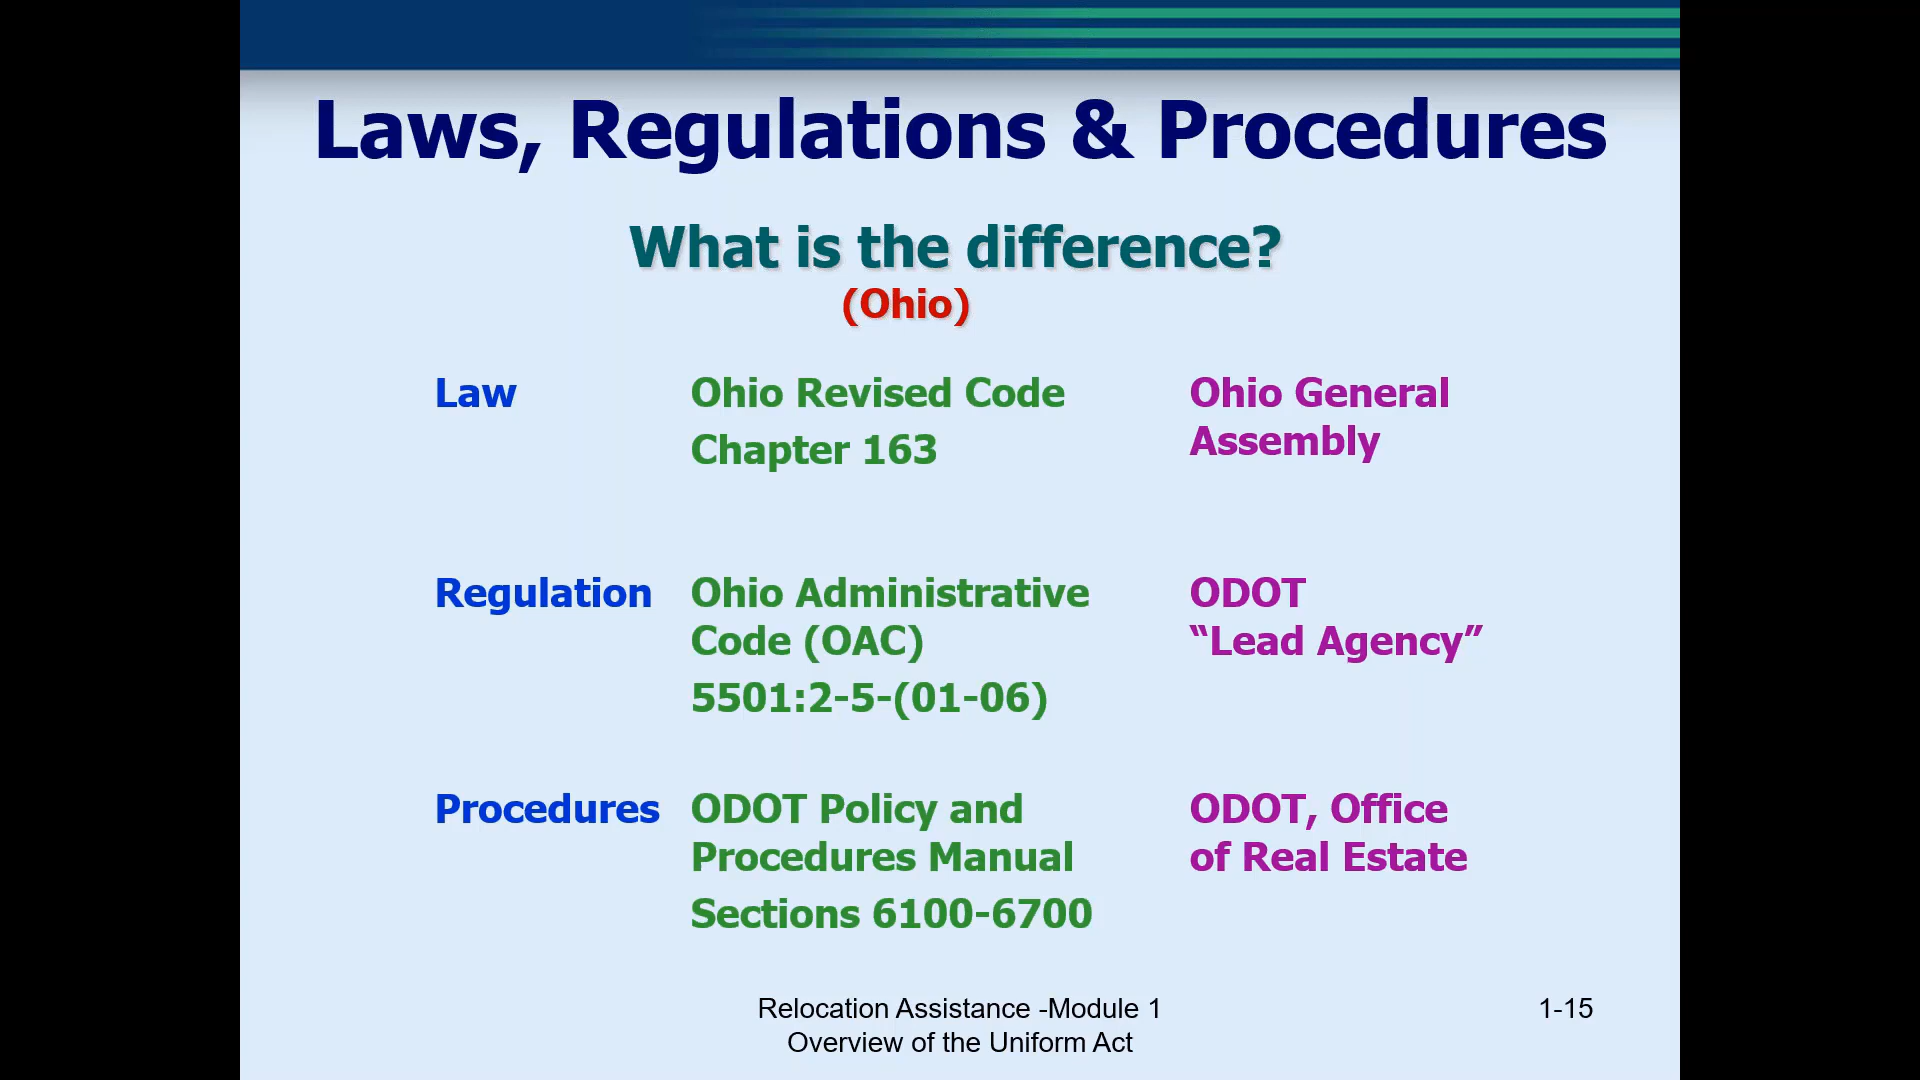 Laws, Regulations & Procedures
What is the difference?
(Ohio)
Law
Ohio Revised Code
Chapter 163
Ohio General
Assembly
Regulation
Ohio Administrative
Code (OAC)
5501:2-5-(01-06)
ODOT
“Lead Agency”
Procedures
ODOT Policy and
Procedures Manual
Sections 6100-6700
ODOT, Office
of Real Estate
Relocation Assistance -Module 1
Overview of the Uniform Act
1-15